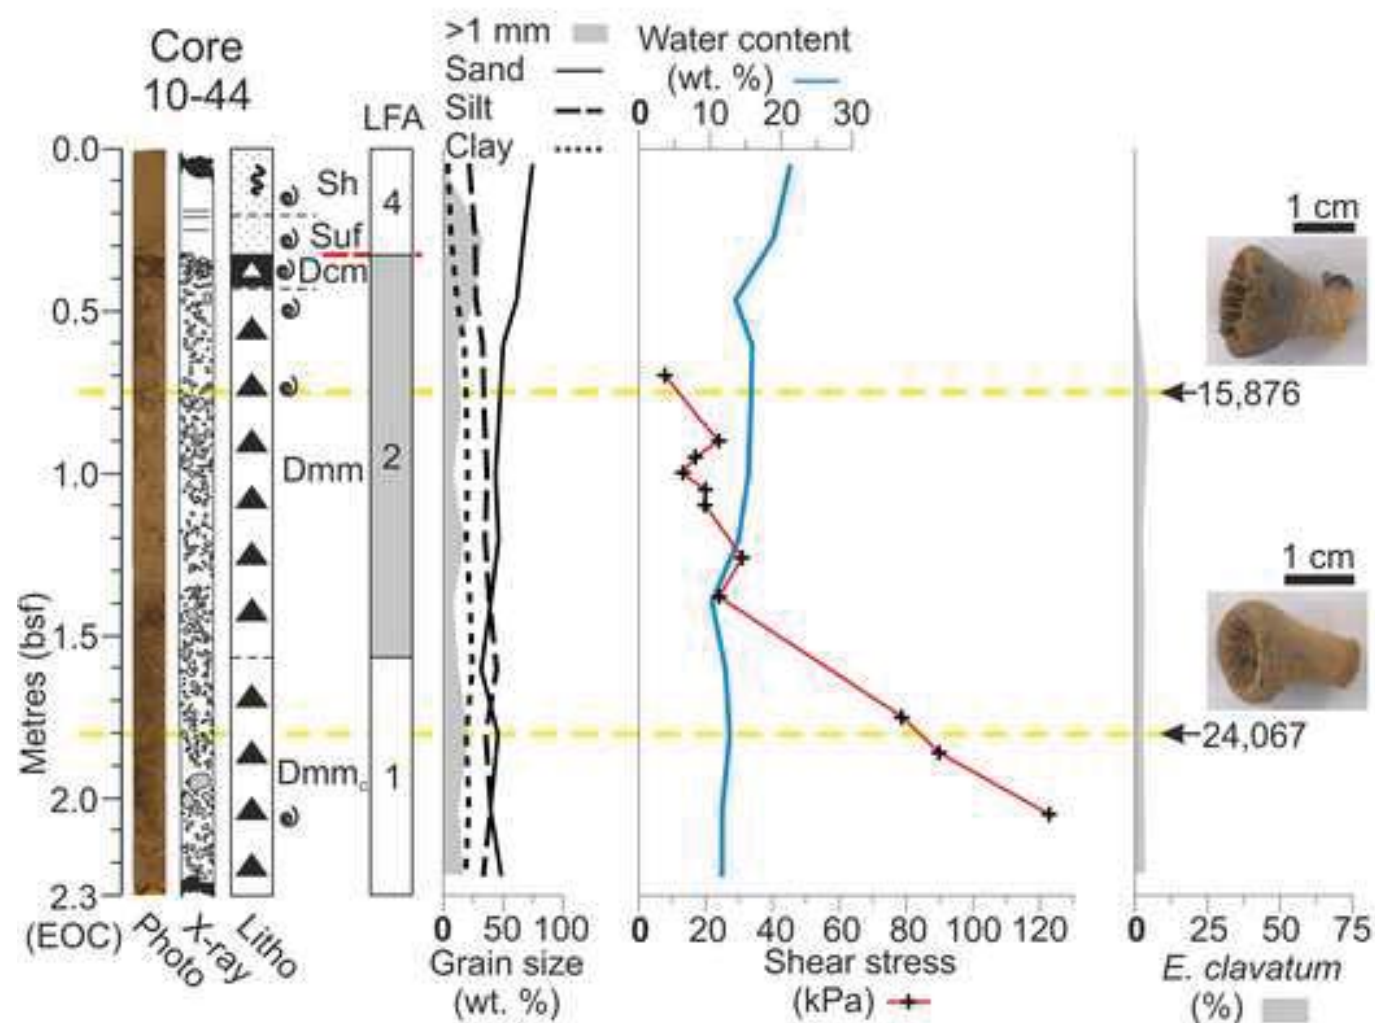 Core
10-44
LFA
>1 mm
Sand
Silt
Clay
Water content
(wt. %)
0 10 20 30
0.0
0.5
1.0
1.5
2.0
2.3
(EOC)
Metres (bsf)
Sh
Suf
Dcm
Dmm
Dmmc
4
2
1
1 cm
15,876
1 cm
24,067
Photo
X-ray
Litho
0 50 100
Grain size
(wt. %)
0 20 40 60 80 100 120
Shear stress
(kPa)
0 25 50 75
E. clavatum
(%)